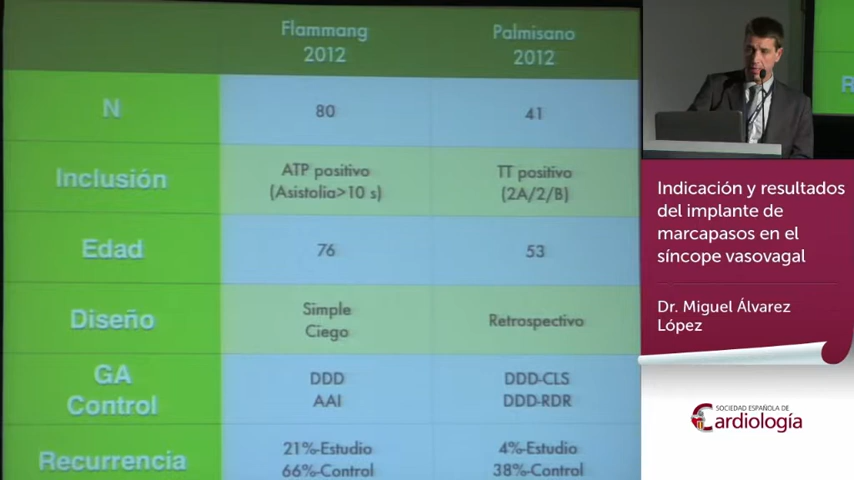 Flammang
2012
Palmisano
2012
N
80
41
Inclusión
ATP positivo
(Asistolia>10 s)
TT positivo
(2A/2/B)
Edad
76
53
Diseño
Simple
Ciego
Retrospectivo
GA
Control
DDD
AAI
DDD-CLS
DDD-RDR
Recurrencia
21%-Estudio
66%-Control
4%-Estudio
38%-Control
R
Indicación y resultados
del implante de
marcapasos en el
síncope vasovagal
Dr. Miguel Álvarez
López
SOCIEDAD ESPAÑOLA DE
Cardiología